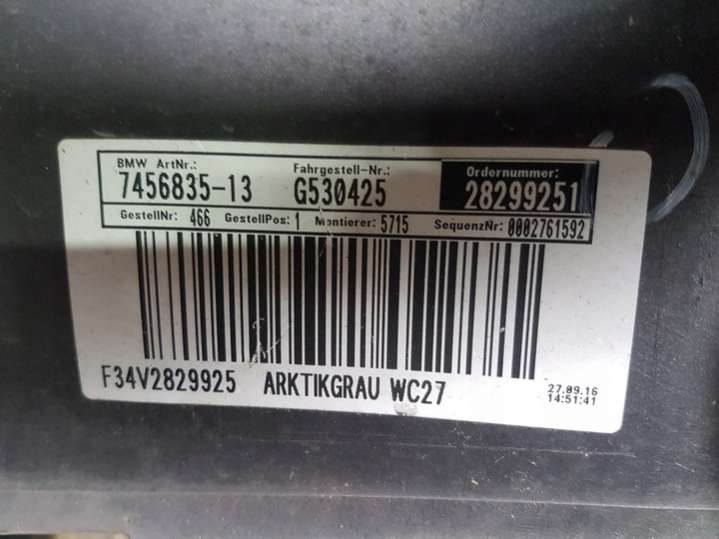 BMW ArtNr.: Fahrgestell-Nr.: Ordernummer:
7456835-13 G530425 28299251
GestellNr: 466 GestellPos: 1 Montierer: 5715 SequenzNr: 0002761592
F34V2829925 ARKTIKGRAU WC27
27.09.16
14:51:41